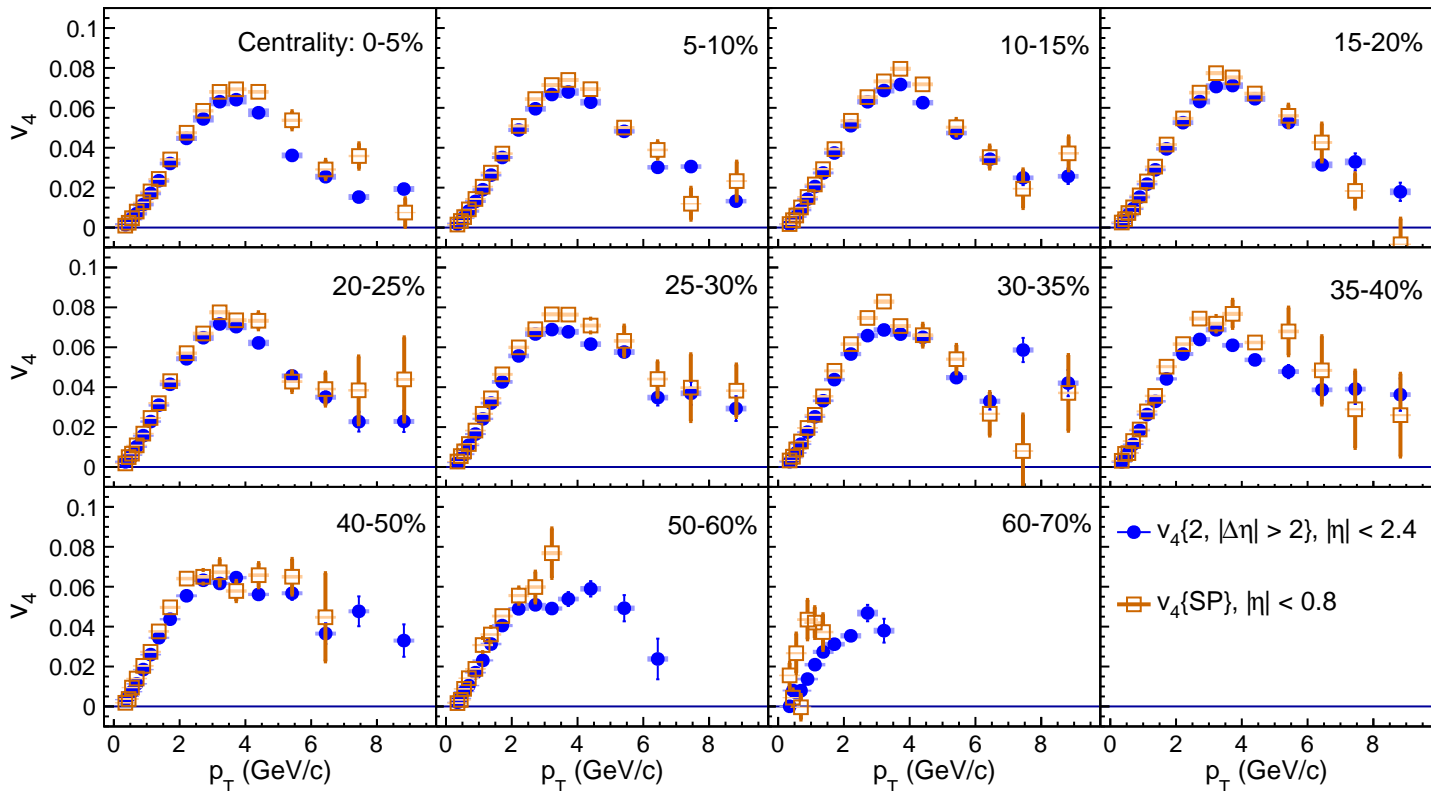 Centrality: 0-5%
5-10%
10-15%
15-20%
v4
0.1
0.08
0.06
0.04
0.02
0
20-25%
25-30%
30-35%
35-40%
v4
0.1
0.08
0.06
0.04
0.02
0
40-50%
50-60%
60-70%
v4
0.1
0.08
0.06
0.04
0.02
0
v4{2, |Δη| > 2}, |η| < 2.4
v4{SP}, |η| < 0.8
0 2 4 6 8
0 2 4 6 8
0 2 4 6 8
0 2 4 6 8
pT (GeV/c)
pT (GeV/c)
pT (GeV/c)
pT (GeV/c)